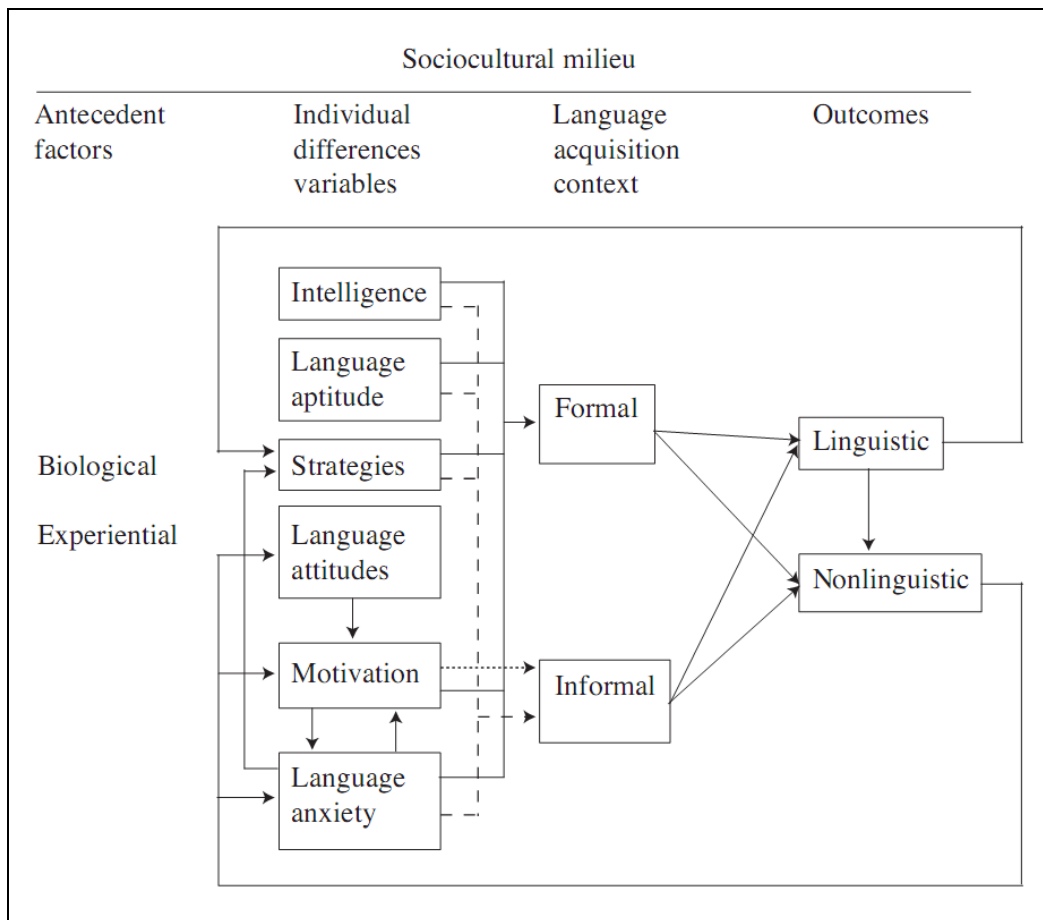 Sociocultural milieu
Antecedent
factors
Individual
differences
variables
Language
acquisition
context
Outcomes
Intelligence
Language
aptitude
Formal
Linguistic
Biological
Strategies
Experiential
Language
attitudes
Nonlinguistic
Motivation
Informal
Language
anxiety